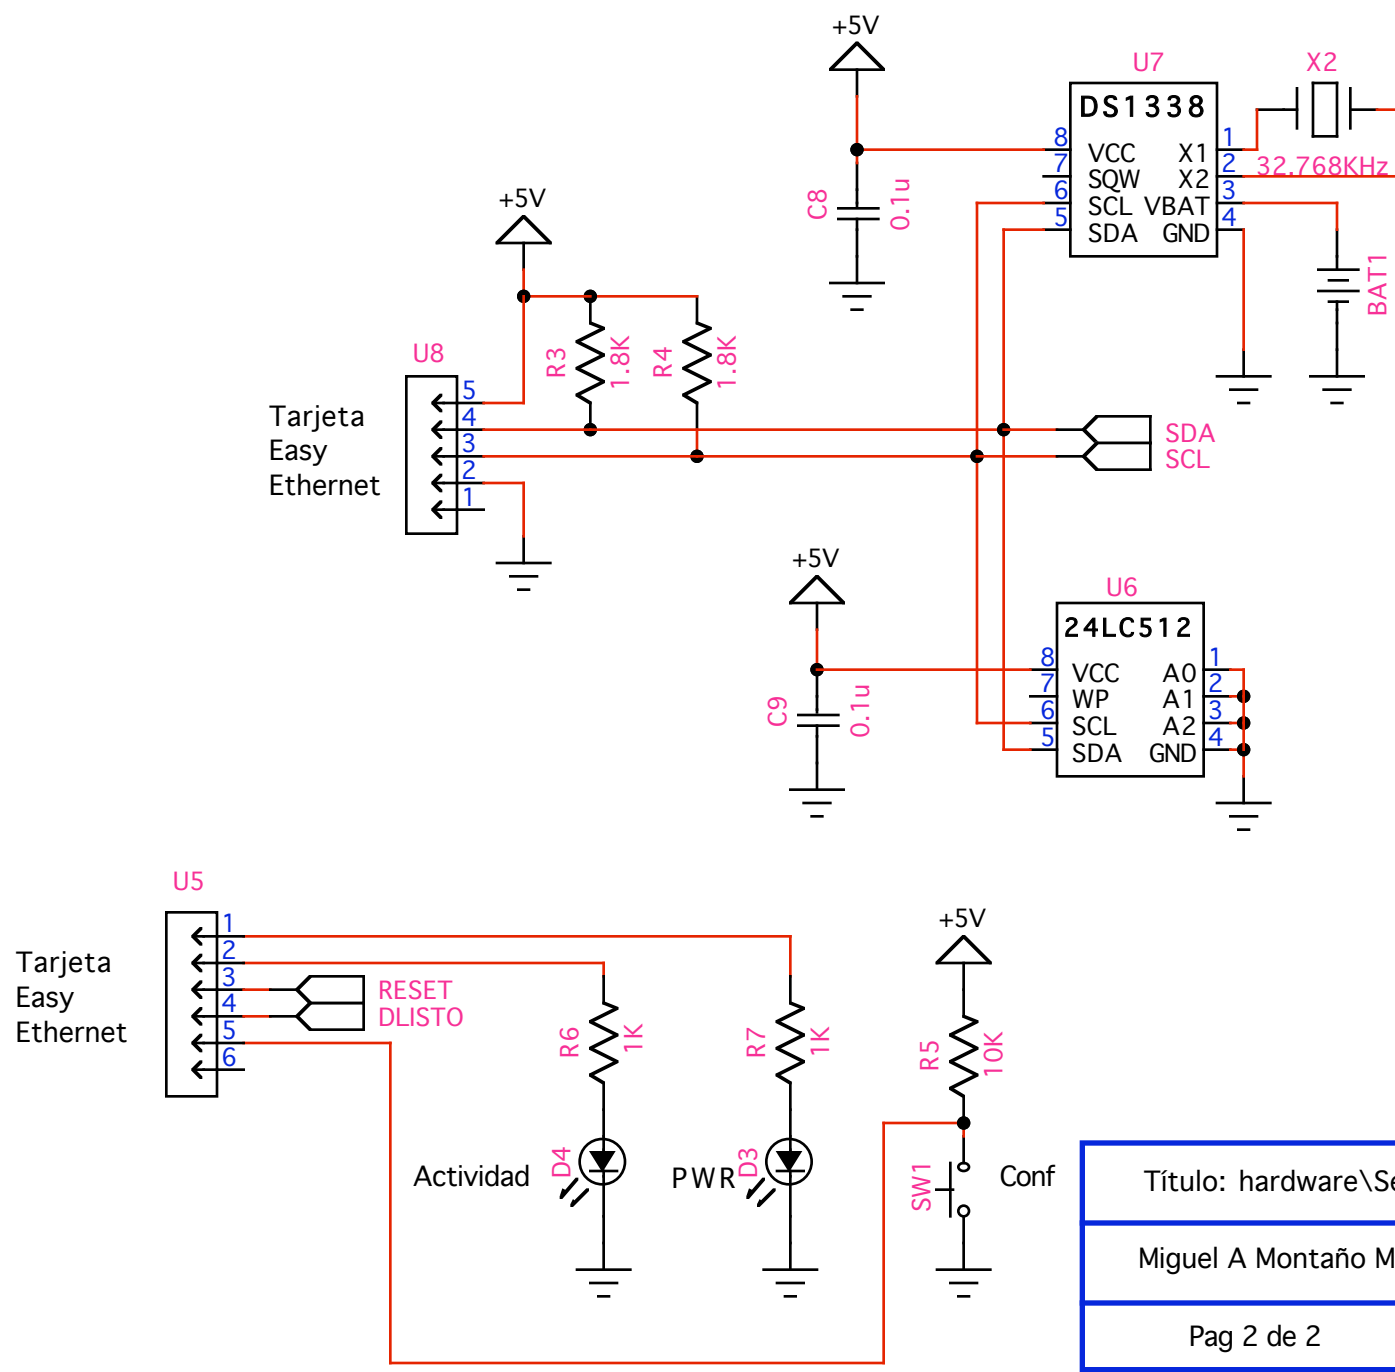 +5V
U7
X2
DS1338
8 VCC X1 1
7 SQW X2 2
6 SCL VBAT 3
5 SDA GND 4
32.768KHz
C8
0.1u
BAT1
+5V
R3
1.8K
R4
1.8K
U8
Tarjeta
Easy
Ethernet
5
4
3
2
1
SDA
SCL
+5V
U6
24LC512
8 VCC A0 1
7 WP A1 2
6 SCL A2 3
5 SDA GND 4
C9
0.1u
U5
Tarjeta
Easy
Ethernet
1
2
3
4
5
6
RESET
DLISTO
+5V
R6
1K
R7
1K
R5
10K
Actividad
D4
PWR
D3
SW1
Conf
Título: hardware\Se
Miguel A Montaño M
Pag 2 de 2